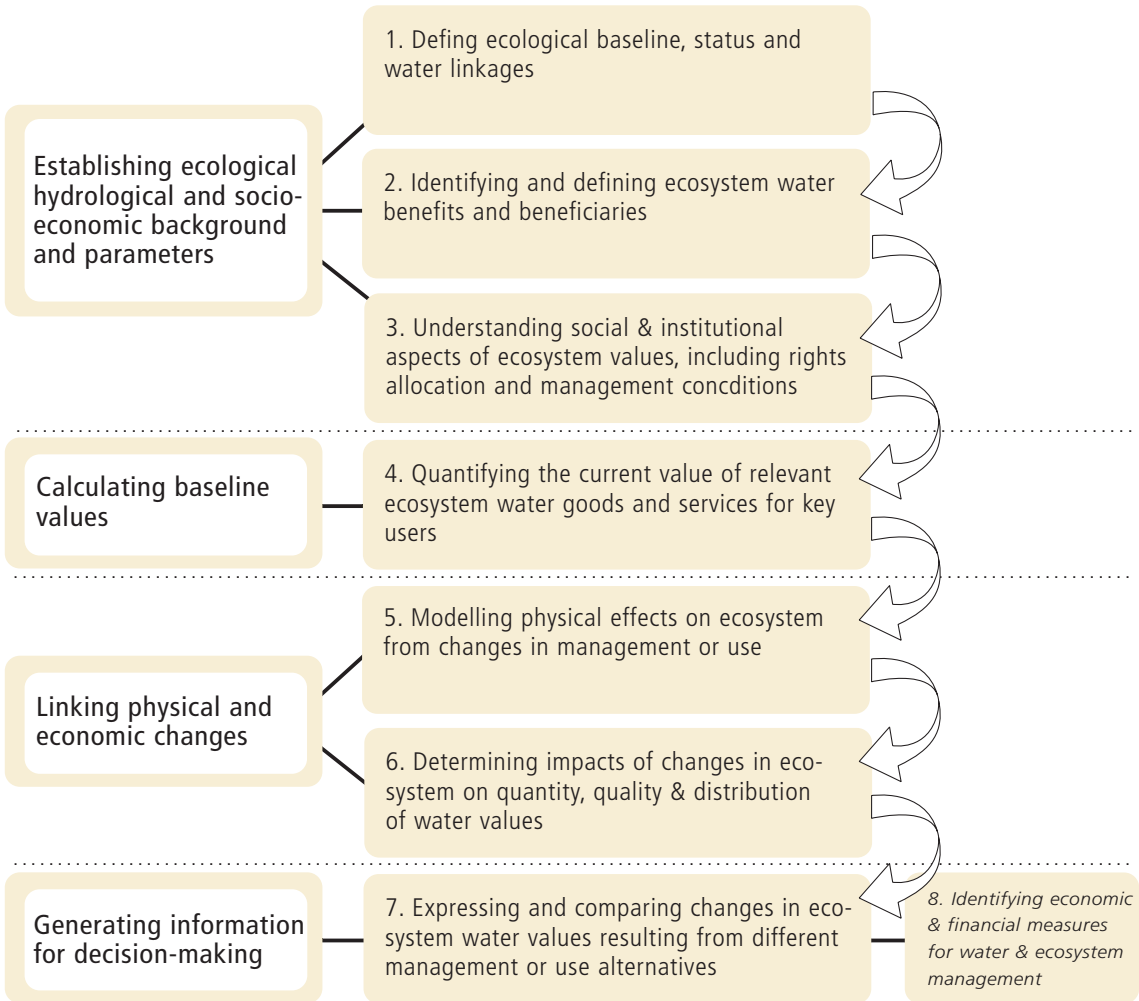 1. Defing ecological baseline, status and
water linkages
Establishing ecological
hydrological and socio-
economic background
and parameters
2. Identifying and defining ecosystem water
benefits and beneficiaries
3. Understanding social & institutional
aspects of ecosystem values, including rights
allocation and management concditions
Calculating baseline
values
4. Quantifying the current value of relevant
ecosystem water goods and services for key
users
Linking physical and
economic changes
5. Modelling physical effects on ecosystem
from changes in management or use
6. Determining impacts of changes in eco-
system on quantity, quality & distribution
of water values
Generating information
for decision-making
7. Expressing and comparing changes in eco-
system water values resulting from different
management or use alternatives
8. Identifying economic
& financial measures
for water & ecosystem
management